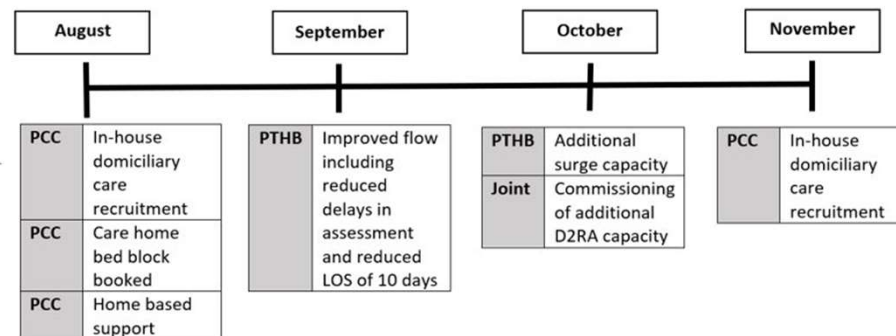 August
September
October
November
PCC In-house
domiciliary
care
recruitment
PCC Care home
bed block
booked
PCC Home based
support
PTHB Improved flow
including
reduced
delays in
assessment
and reduced
LOS of 10 days
PTHB Additional
surge capacity
Joint Commissioning
of additional
D2RA capacity
PCC In-house
domiciliary
care
recruitment